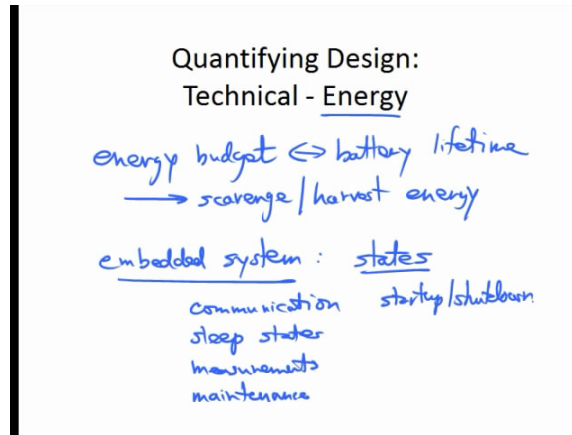 Quantifying Design:
Technical - Energy
energy budget ⇔ battery lifetime
→ scavenge / harvest energy
embedded system : states
communication startup/shutdown
sleep states
measurements
maintenance